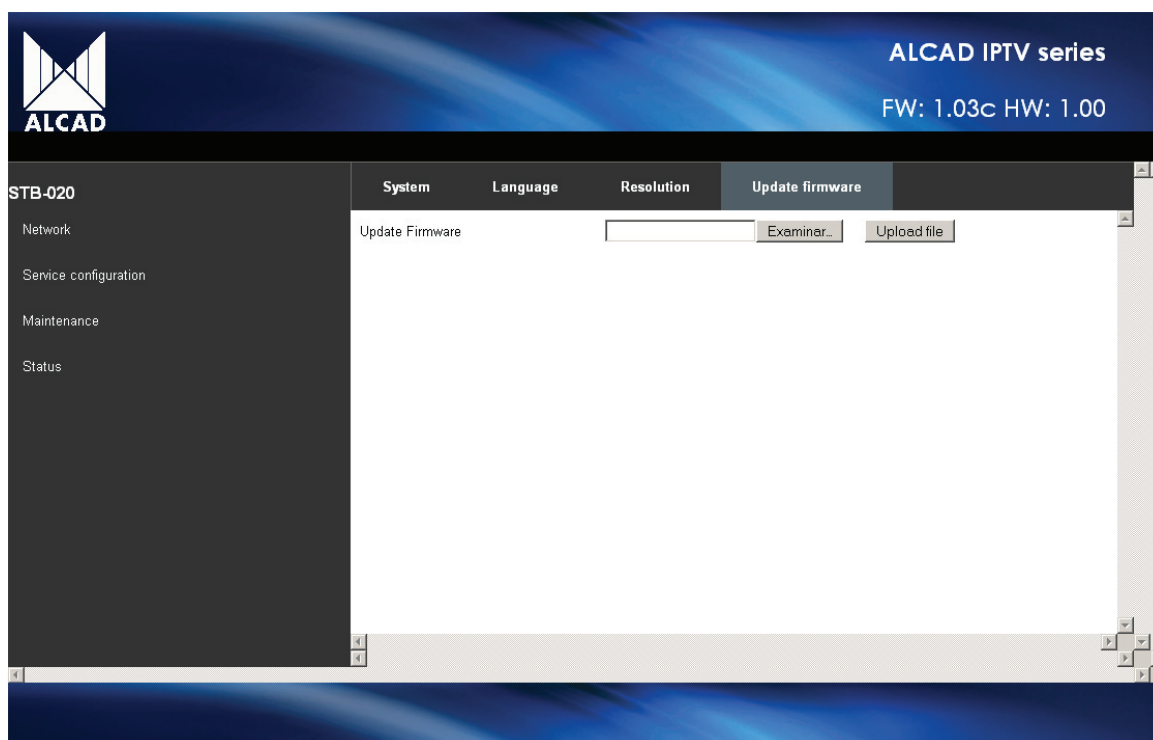 ALCAD
ALCAD IPTV series
FW: 1.03c HW: 1.00
STB-020
Network
Service configuration
Maintenance
Status
System Language Resolution Update firmware
Update Firmware Examinar... Upload file